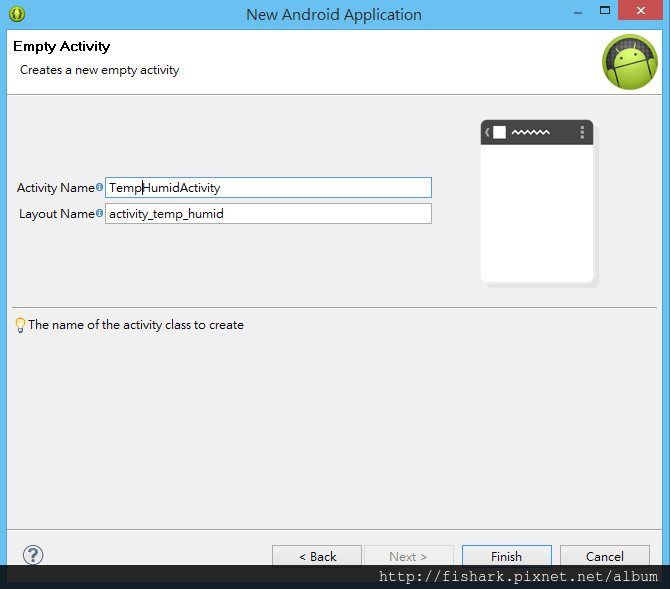 New Android Application
Empty Activity
Creates a new empty activity
Activity Name TempHumidActivity
Layout Name activity_temp_humid
The name of the activity class to create
< Back Next > Finish Cancel
http://fishark.pixnet.net/album